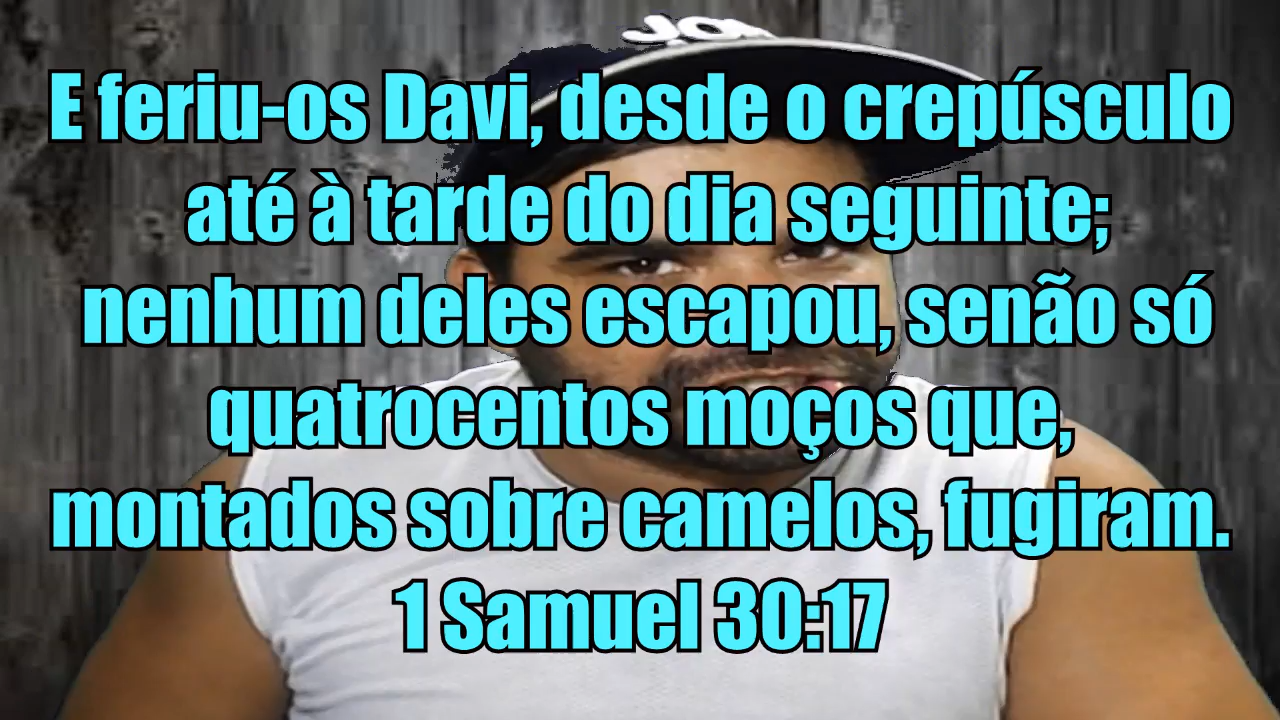 E feriu-os Davi, desde o crepúsculo
até à tarde do dia seguinte;
nenhum deles escapou, senão só
quatrocentos moços que,
montados sobre camelos, fugiram.
1 Samuel 30:17